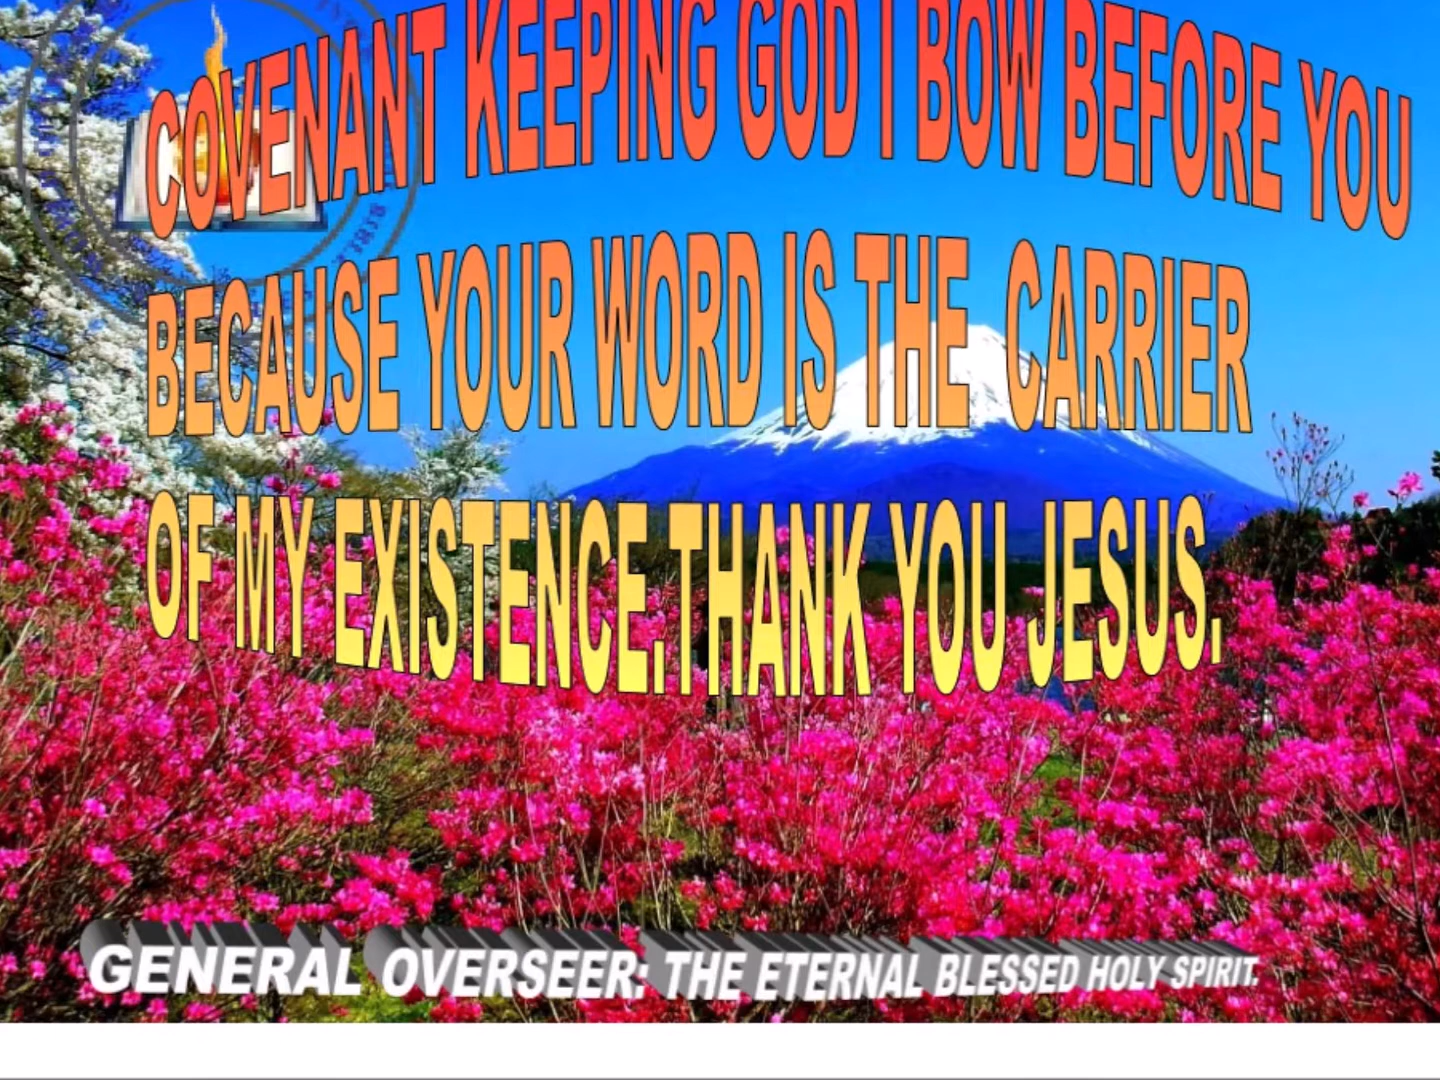 COVENANT KEEPING GOD I BOW BEFORE YOU
BECAUSE YOUR WORD IS THE CARRIER
OF MY EXISTENCE.THANK YOU JESUS.
GENERAL OVERSEER: THE ETERNAL BLESSED HOLY SPIRIT.